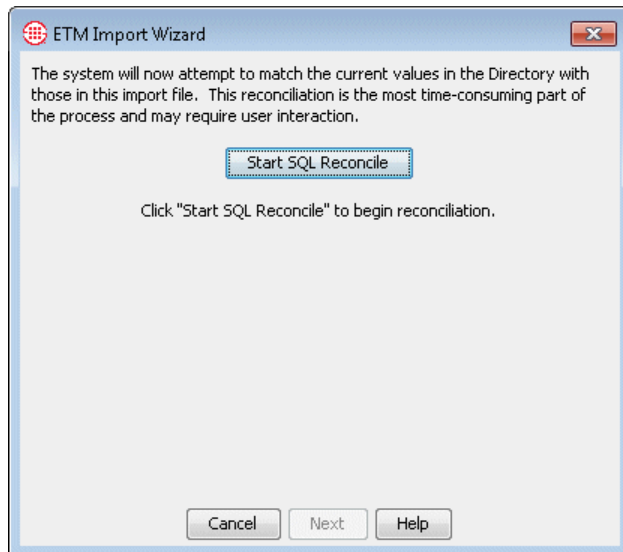 ETM Import Wizard
The system will now attempt to match the current values in the Directory with
those in this import file.  This reconciliation is the most time-consuming part of
the process and may require user interaction.
Start SQL Reconcile
Click "Start SQL Reconcile" to begin reconciliation.
Cancel Next Help